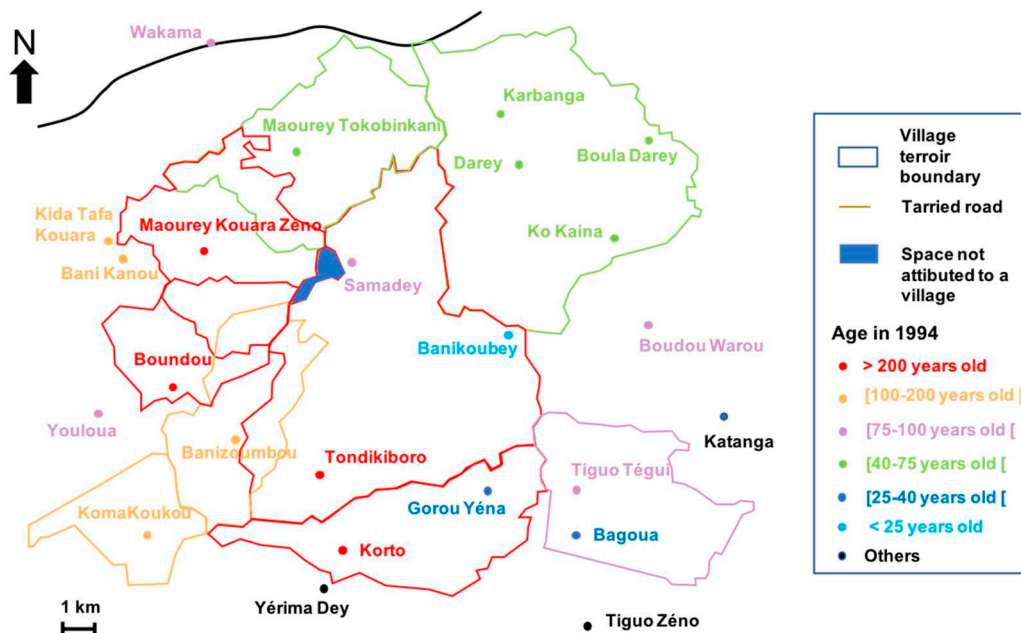 Wakama
N
Karbanga
Maourey Tokobinkani
Darey
Boula Darey
Kida Tafa
Kouara
Maourey Kouara Zeno
Ko Kaina
Bani Kanou
Samadey
Banikoubey
Boudou Warou
Boundou
Youloua
Katanga
Banizoumbou
Tondikiboro
Tiguo Tégui
Gorou Yéna
KomaKoukou
Bagoua
Korto
1 km
Yérima Dey
Tiguo Zéno
Village
terroir
boundary
Tarried road
Space not
attibuted to a
village
Age in 1994
> 200 years old
[100-200 years old [
[75-100 years old [
[40-75 years old [
[25-40 years old [
< 25 years old
Others